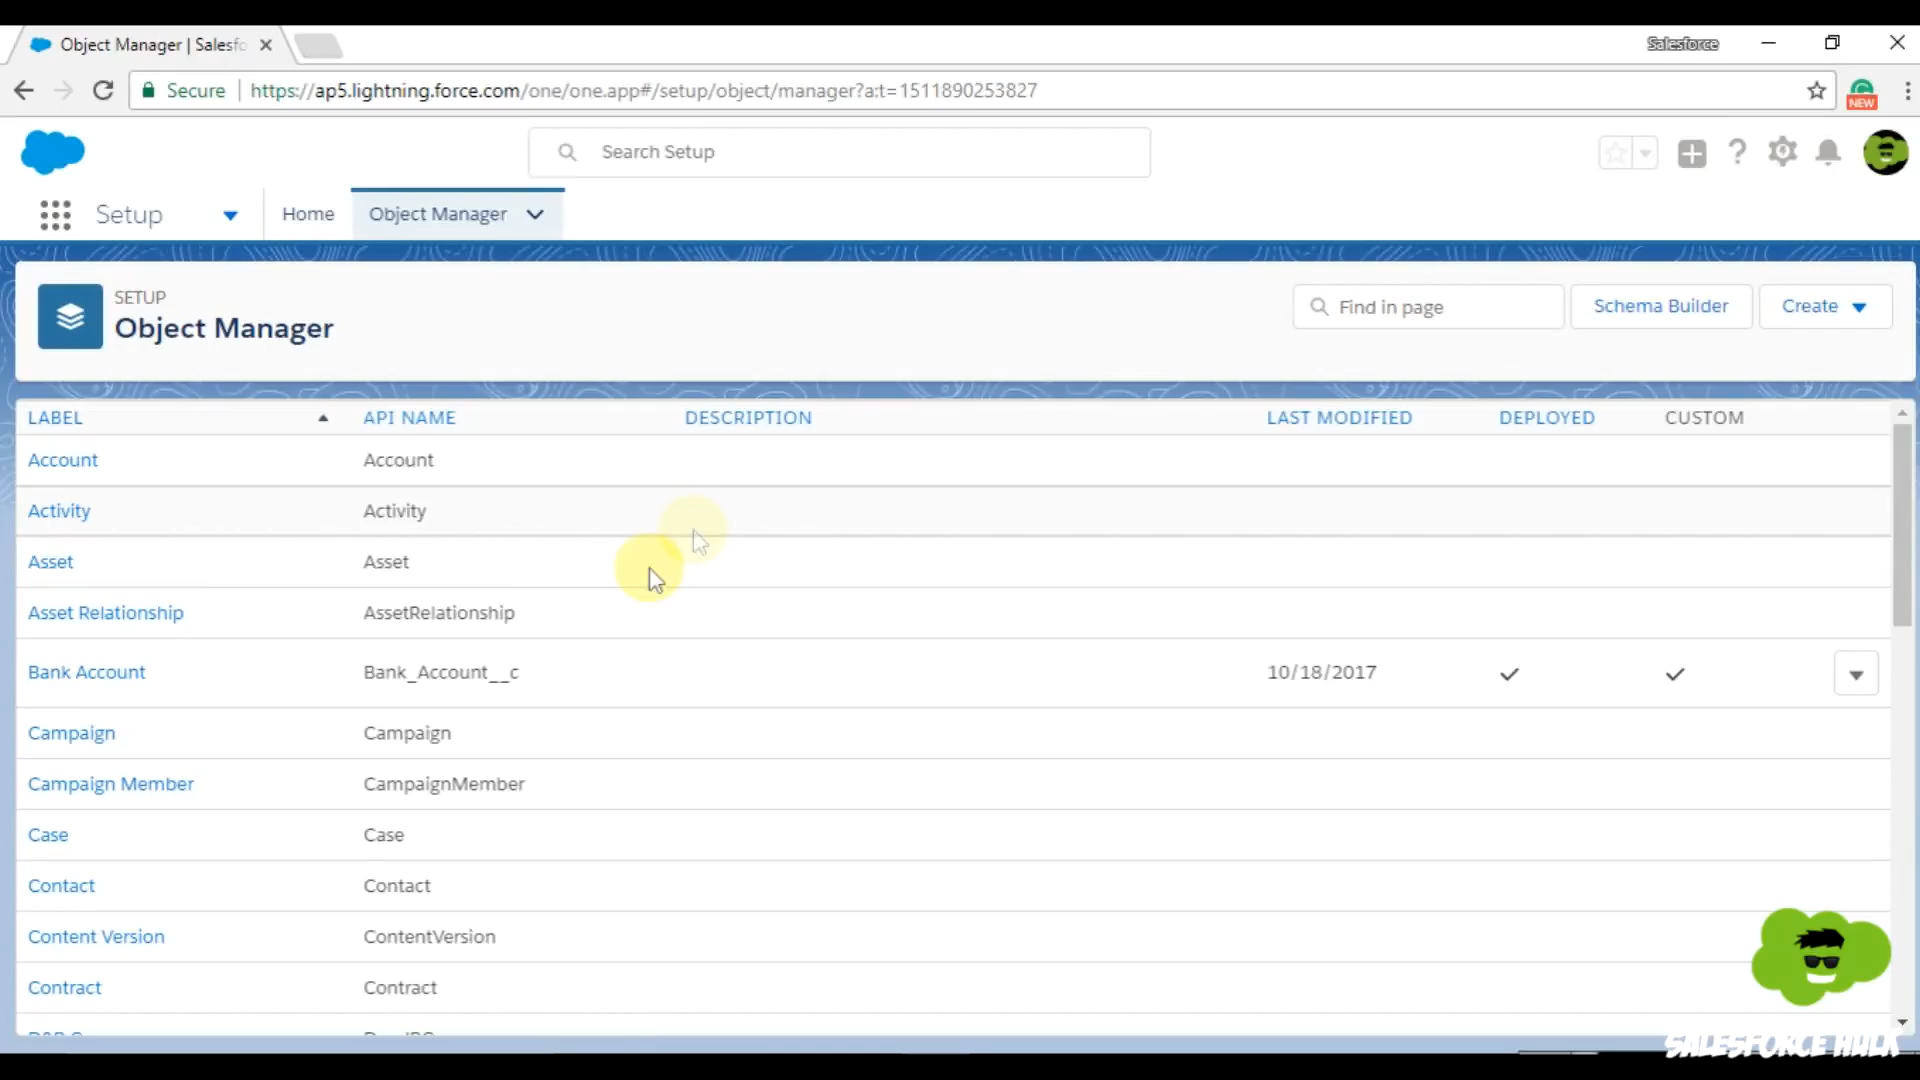 Object Manager | Salesfo
Salesforce
Secure
https://ap5.lightning.force.com/one/one.app#/setup/object/manager?a:t=1511890253827
NEW
Search Setup
Setup
Home
Object Manager
SETUP
Object Manager
Find in page
Schema Builder
Create
LABEL API NAME DESCRIPTION LAST MODIFIED DEPLOYED CUSTOM
Account Account
Activity Activity
Asset Asset
Asset Relationship AssetRelationship
Bank Account Bank_Account__c 10/18/2017
Campaign Campaign
Campaign Member CampaignMember
Case Case
Contact Contact
Content Version ContentVersion
Contract Contract
SALESFORCE HULK